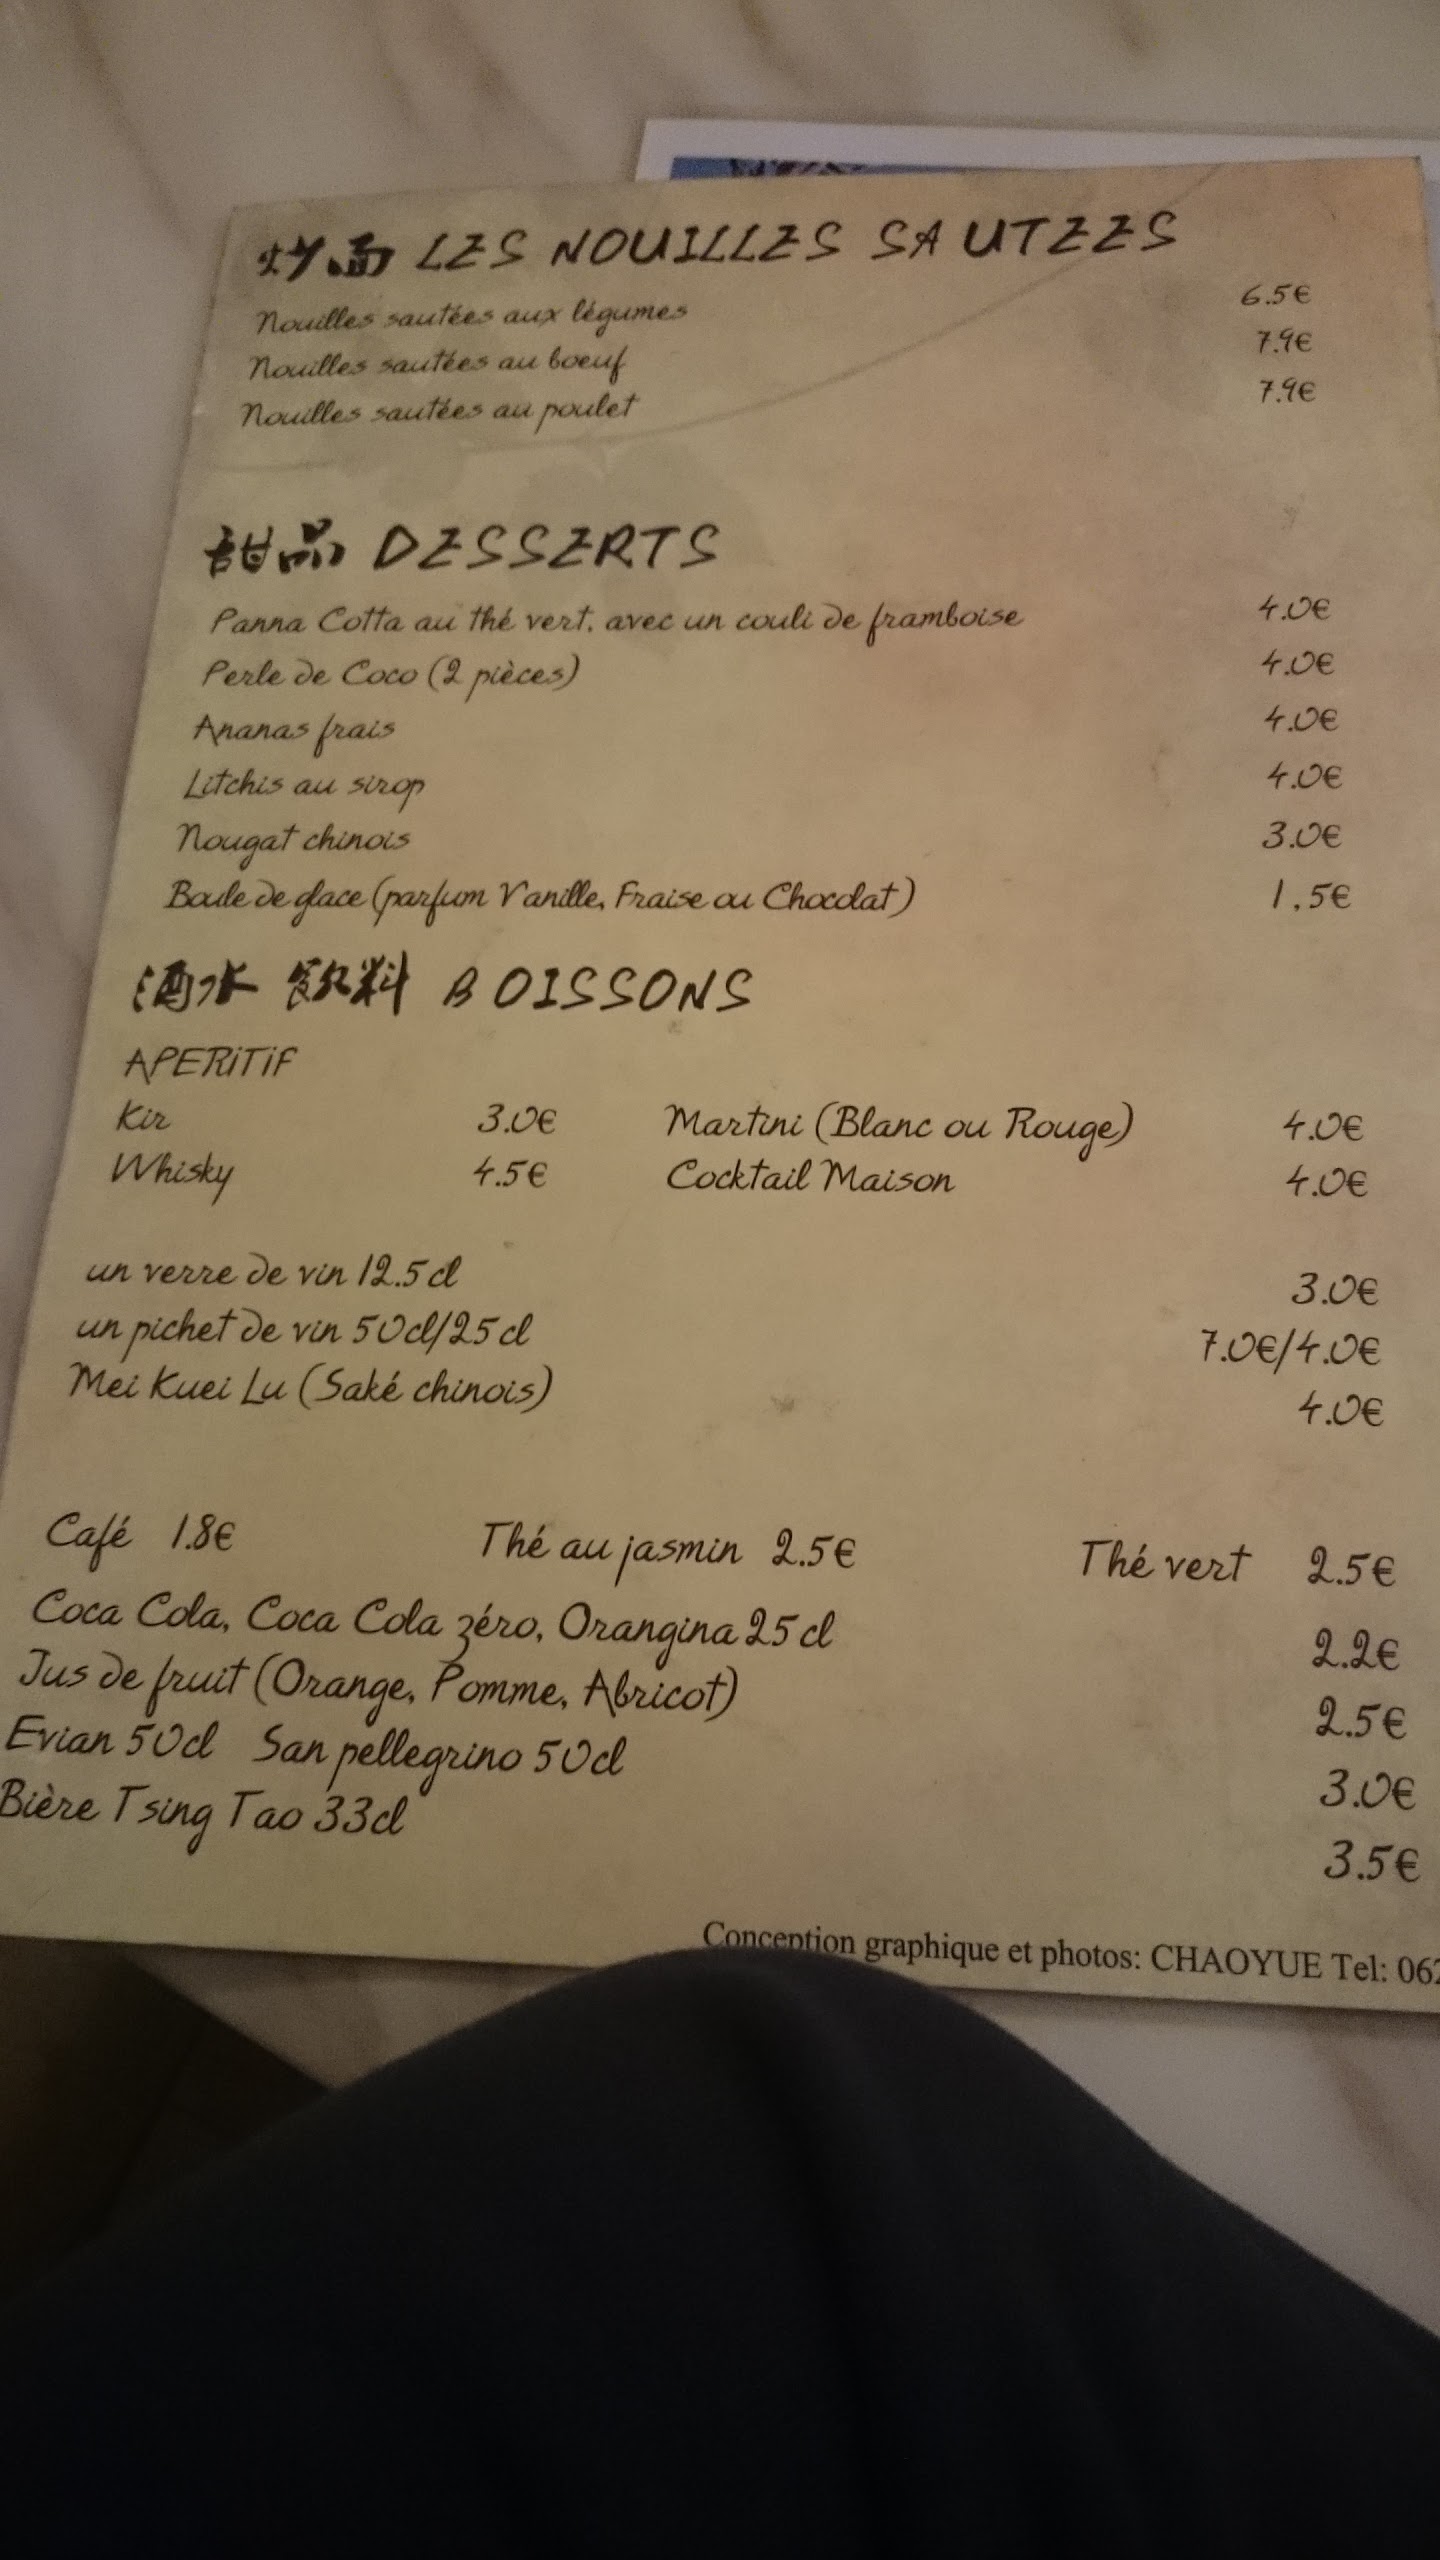 炒面 LES NOUILLES SAUTEES
Nouilles sautées aux légumes 6.5€
Nouilles sautées au boeuf 7.9€
Nouilles sautées au poulet 7.9€
甜品 DESSERTS
Panna Cotta au thé vert, avec un couli de framboise 4.0€
Perle de Coco (2 pièces) 4.0€
Ananas frais 4.0€
Litchis au sirop 4.0€
Nougat chinois 3.0€
Boule de glace (parfum Vanille, Fraise ou Chocolat) 1.5€
酒水 飲料 BOISSONS
APERiTiF
Kir 3.0€ Martini (Blanc ou Rouge) 4.0€
Whisky 4.5€ Cocktail Maison 4.0€
un verre de vin 12.5cl 3.0€
un pichet de vin 50cl/25cl 7.0€/4.0€
Mei Kuei Lu (Saké chinois) 4.0€
Café 1.8€ Thé au jasmin 2.5€ Thé vert 2.5€
Coca Cola, Coca Cola zéro, Orangina 25cl 2.2€
Jus de fruit (Orange, Pomme, Abricot) 2.5€
Evian 50cl San pellegrino 50cl 3.0€
Bière Tsing Tao 33cl 3.5€
Conception graphique et photos: CHAOYUE Tel: 062